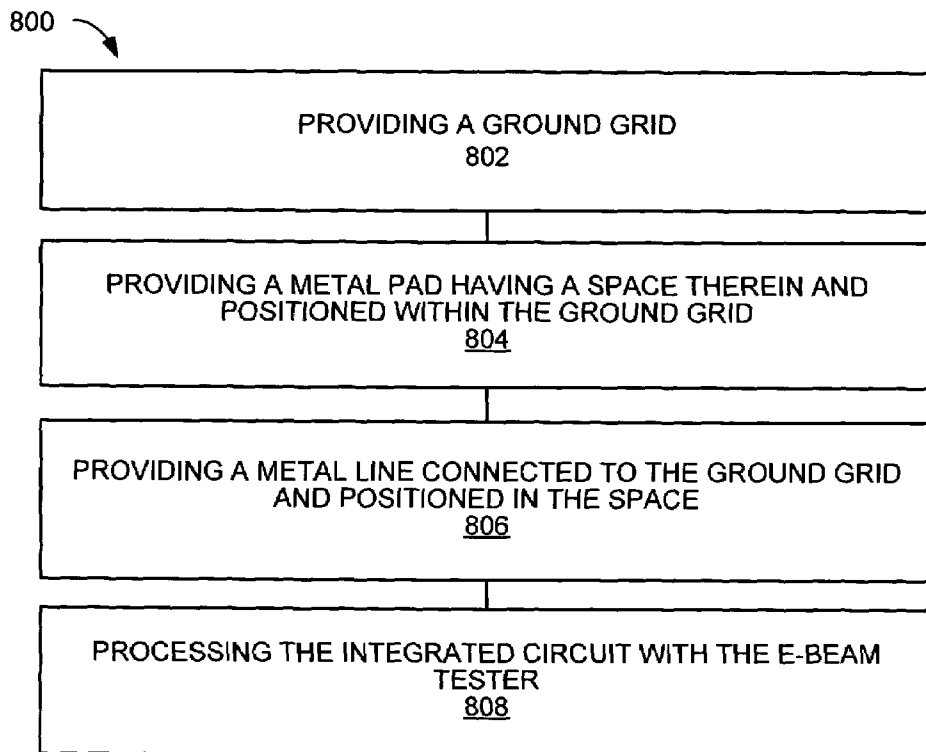 800
PROVIDING A GROUND GRID
802
PROVIDING A METAL PAD HAVING A SPACE THEREIN AND
POSITIONED WITHIN THE GROUND GRID
804
PROVIDING A METAL LINE CONNECTED TO THE GROUND GRID
AND POSITIONED IN THE SPACE
806
PROCESSING THE INTEGRATED CIRCUIT WITH THE E-BEAM
TESTER
808